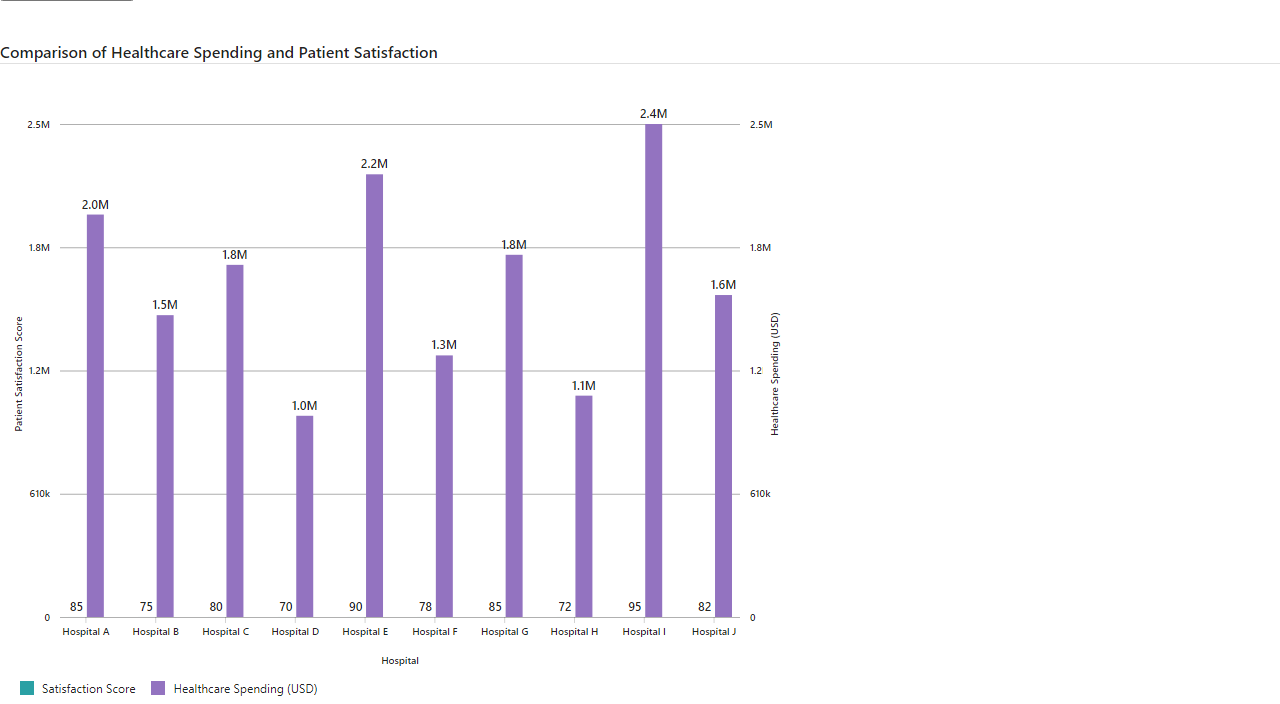 Comparison of Healthcare Spending and Patient Satisfaction
2.4M
2.5M 2.5M
2.2M
2.0M
1.8M 1.8M 1.8M
1.8M
1.6M
1.5M
1.3M
1.2M 1.2
1.1M
1.0M
Patient Satisfaction Score
Healthcare Spending (USD)
610k 610k
85 75 80 70 90 78 85 72 95 82
0 0
Hospital A Hospital B Hospital C Hospital D Hospital E Hospital F Hospital G Hospital H Hospital I Hospital J
Hospital
Satisfaction Score Healthcare Spending (USD)